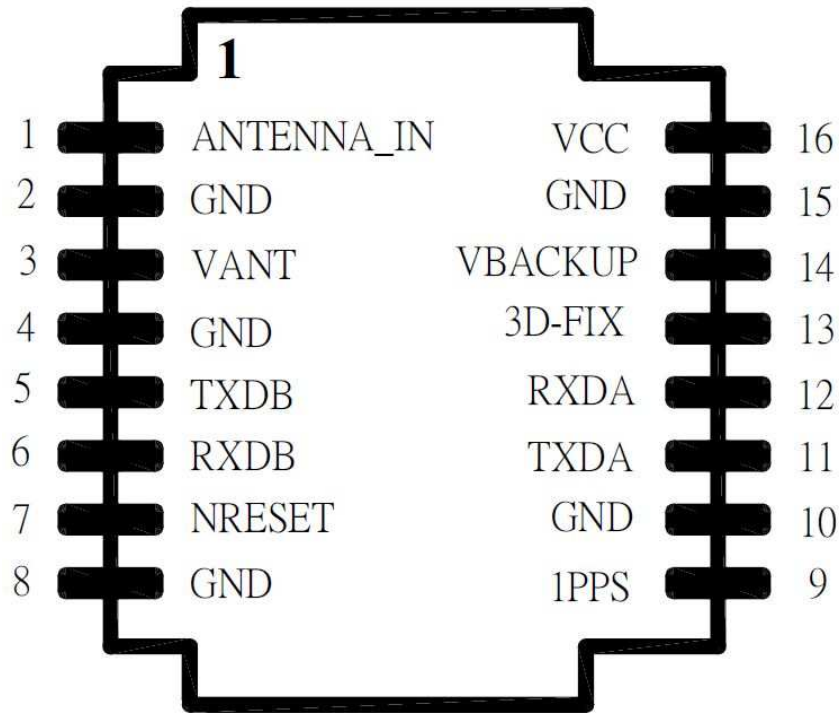 1
1 ANTENNA_IN VCC 16
2 GND GND 15
3 VANT VBACKUP 14
4 GND 3D-FIX 13
5 TXDB RXDA 12
6 RXDB TXDA 11
7 NRESET GND 10
8 GND 1PPS 9